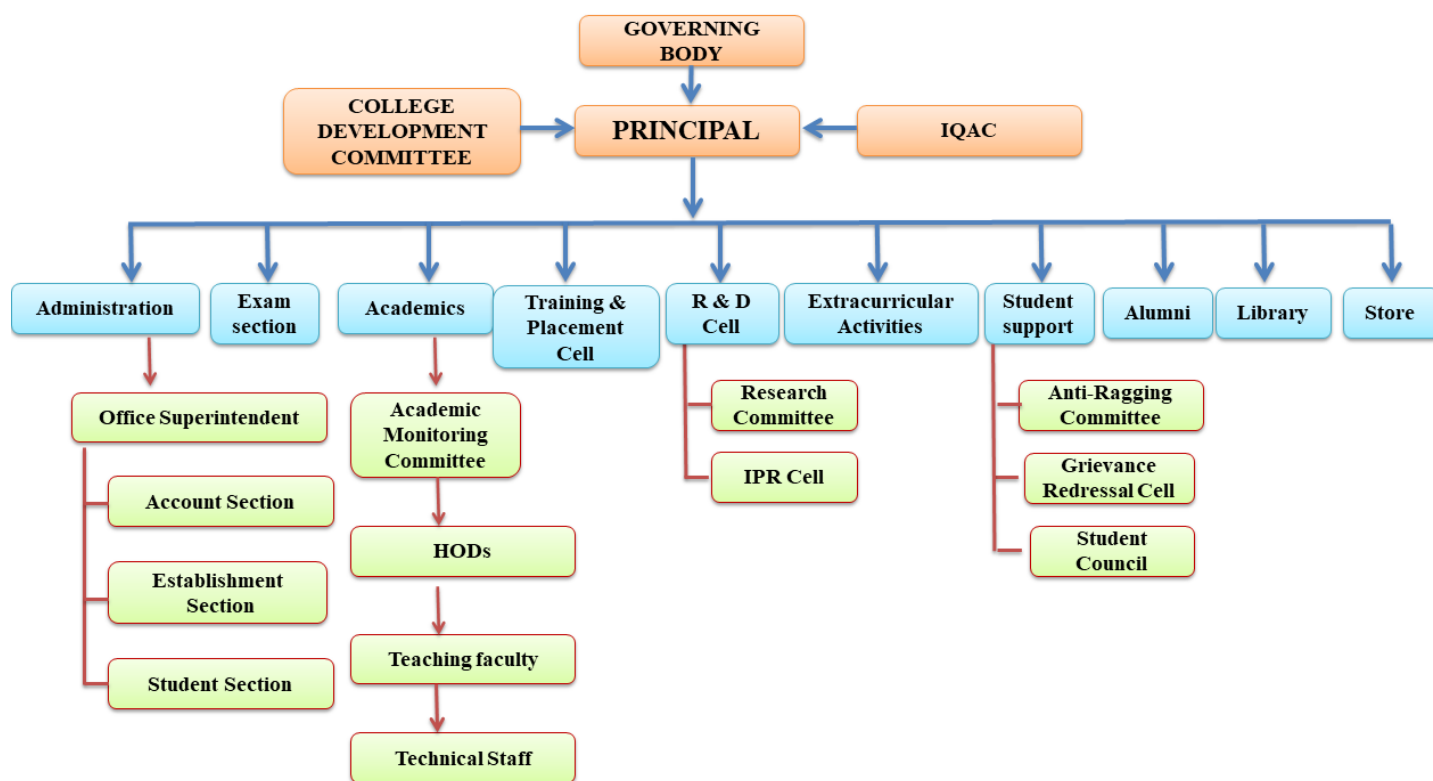 GOVERNING
BODY
COLLEGE
DEVELOPMENT
COMMITTEE
PRINCIPAL
IQAC
Administration
Exam
section
Academics
Training &
Placement
Cell
R & D
Cell
Extracurricular
Activities
Student
support
Alumni
Library
Store
Office Superintendent
Account Section
Establishment
Section
Student Section
Academic
Monitoring
Committee
HODs
Teaching faculty
Technical Staff
Research
Committee
IPR Cell
Anti-Ragging
Committee
Grievance
Redressal Cell
Student
Council